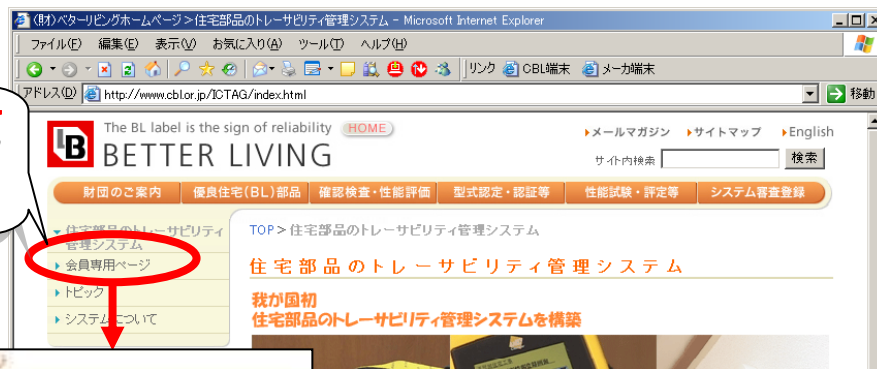 (財)ベターリビングホームページ>住宅部品のトレーサビリティ管理システム - Microsoft Internet Explorer
ファイル(F) 編集(E) 表示(V) お気に入り(A) ツール(T) ヘルプ(H)
リンク CBL端末 メーカ端末
アドレス(D) http://www.cbl.or.jp/ICTAG/index.html 移動
The BL label is the sign of reliability HOME
BETTER LIVING
メールマガジン サイトマップ English
サイト内検索 検索
財団のご案内 優良住宅(BL)部品 確認検査・性能評価 型式認定・認証等 性能試験・評定等 システム審査登録
住宅部品のトレーサビリティ
管理システム
会員専用ページ
トピック
システムについて
TOP>住宅部品のトレーサビリティ管理システム
住宅部品のトレーサビリティ管理システム
我が国初
住宅部品のトレーサビリティ管理システムを構築